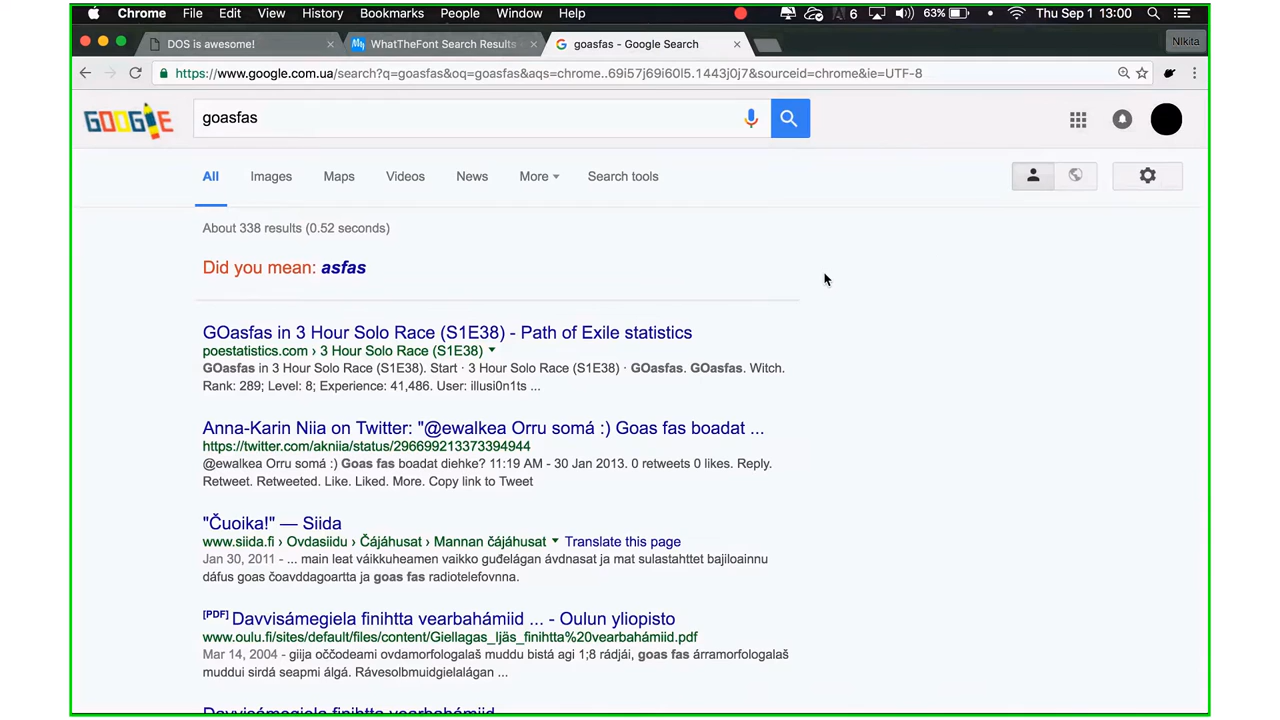 Chrome File Edit View History Bookmarks People Window Help 6 63% Thu Sep 1 13:00
DOS is awesome! WhatTheFont Search Results goasfas - Google Search NIkita
https://www.google.com.ua/search?q=goasfas&oq=goasfas&aqs=chrome..69i57j69i60l5.1443j0j7&sourceid=chrome&ie=UTF-8
GOOGLE goasfas
All Images Maps Videos News More Search tools
About 338 results (0.52 seconds)
Did you mean: asfas
GOasfas in 3 Hour Solo Race (S1E38) - Path of Exile statistics
poestatistics.com › 3 Hour Solo Race (S1E38)
GOasfas in 3 Hour Solo Race (S1E38). Start · 3 Hour Solo Race (S1E38) · GOasfas. GOasfas. Witch.
Rank: 289; Level: 8; Experience: 41,486. User: illusi0n1ts ...
Anna-Karin Niia on Twitter: "@ewalkea Orru somá :) Goas fas boadat ...
https://twitter.com/akniia/status/296699213373394944
@ewalkea Orru somá :) Goas fas boadat diehke? 11:19 AM - 30 Jan 2013. 0 retweets 0 likes. Reply.
Retweet. Retweeted. Like. Liked. More. Copy link to Tweet
"Čuoika!" — Siida
www.siida.fi › Ovdasiidu › Čájáhusat › Mannan čájáhusat Translate this page
Jan 30, 2011 - ... main leat váikkuheamen vaikko guđelágan ávdnasat ja mat sulastahttet bajiloainnu
dáfus goas čoavddagoartta ja goas fas radiotelefovnna.
[PDF] Davvisámegiela finihtta vearbahámiid ... - Oulun yliopisto
www.oulu.fi/sites/default/files/content/Giellagas_ljäs_finihtta%20vearbahámiid.pdf
Mar 14, 2004 - giija oččodeami ovdamorfologalaš muddu bistá agi 1;8 rádjái, goas fas árramorfologalaš
muddui sirdá seapmi álgá. Rávesolbmuidgielalágan ...
Davvisámegiela finihtta vearbahámiid